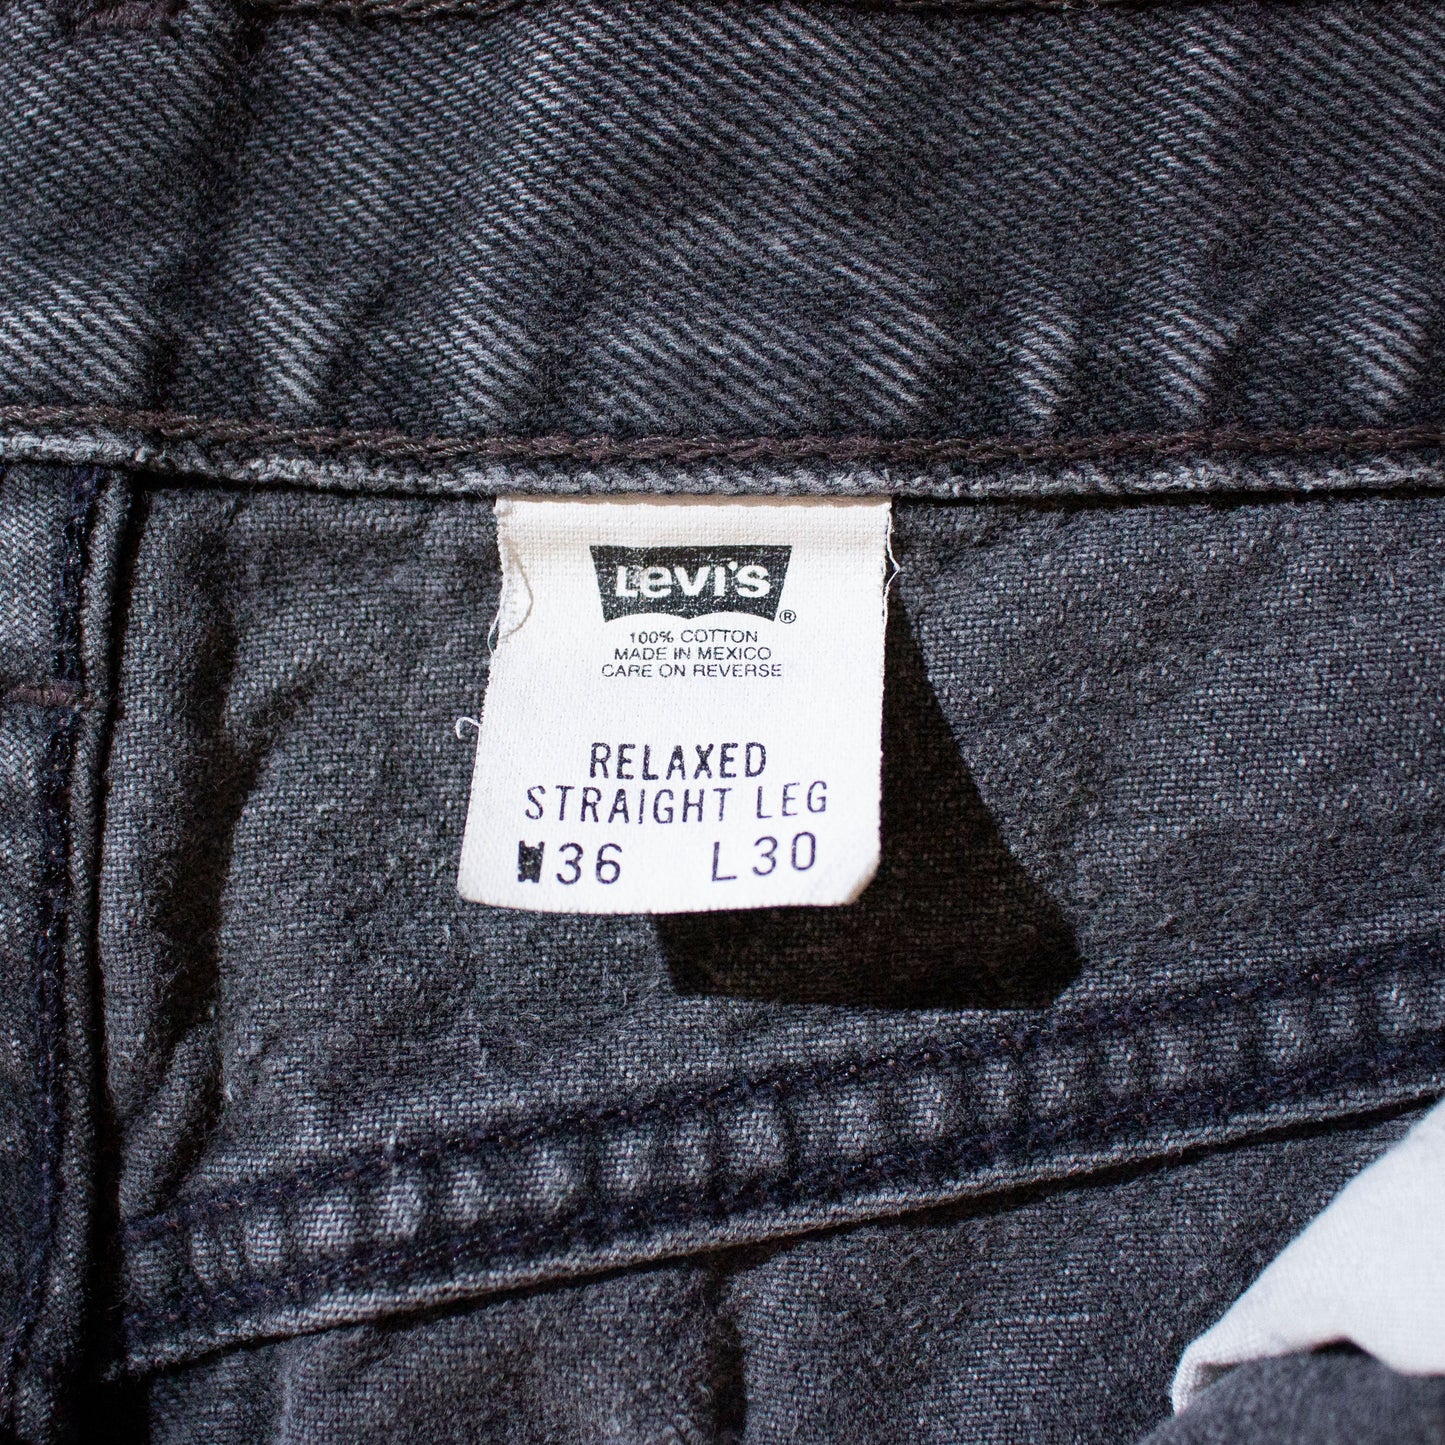 LEVI'S®
100% COTTON
MADE IN MEXICO
CARE ON REVERSE
RELAXED
STRAIGHT LEG
W36 L30